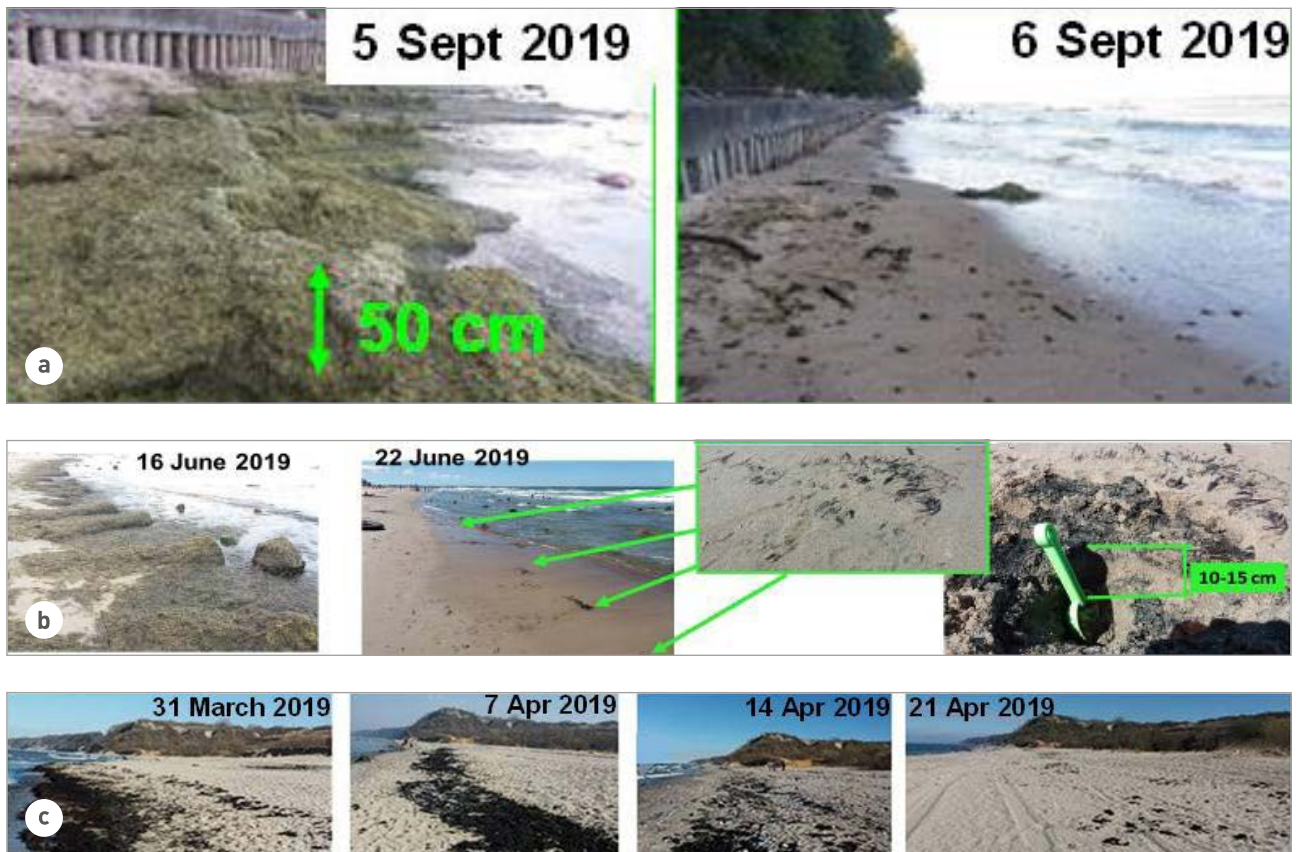 5 Sept 2019
6 Sept 2019
50 cm
a
16 June 2019
22 June 2019
10-15 cm
b
31 March 2019
7 Apr 2019
14 Apr 2019
21 Apr 2019
c